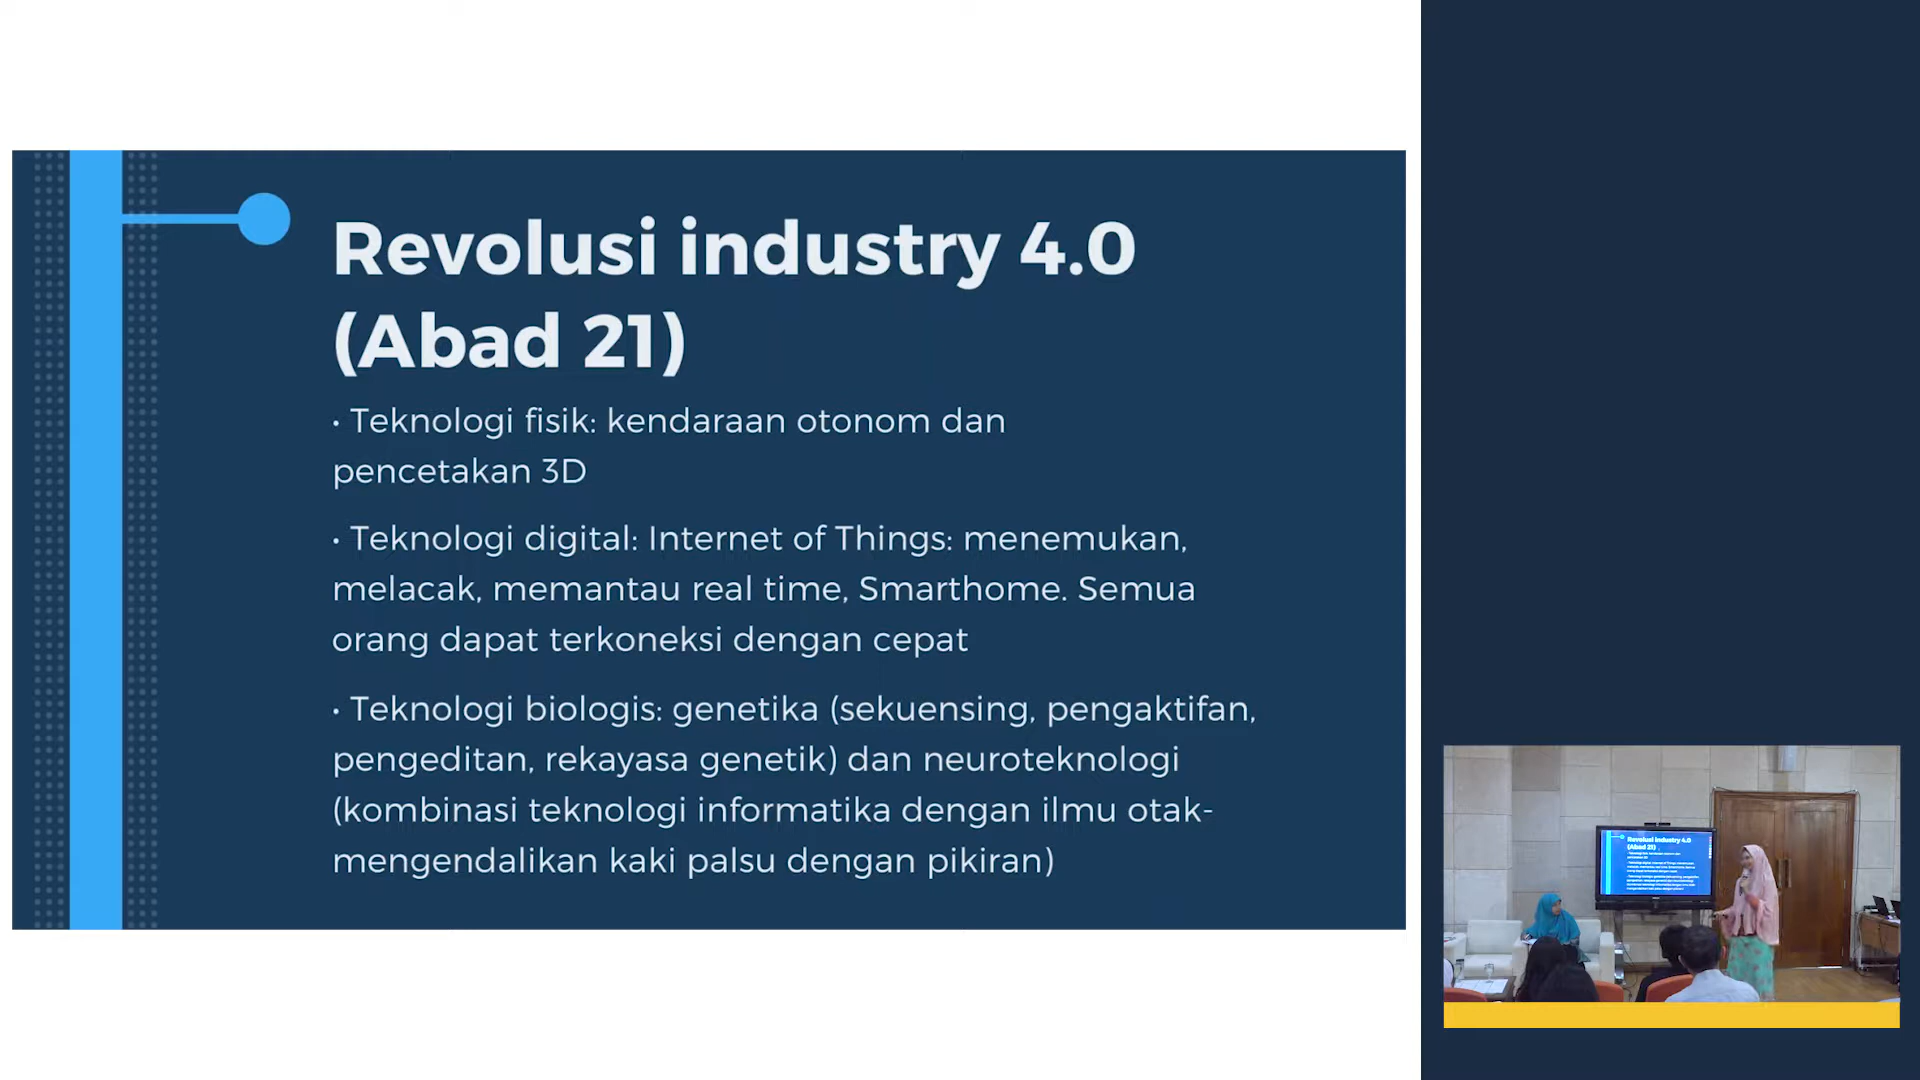 Revolusi industry 4.0
(Abad 21)
• Teknologi fisik: kendaraan otonom dan
pencetakan 3D
• Teknologi digital: Internet of Things: menemukan,
melacak, memantau real time, Smarthome. Semua
orang dapat terkoneksi dengan cepat
• Teknologi biologis: genetika (sekuensing, pengaktifan,
pengeditan, rekayasa genetik) dan neuroteknologi
(kombinasi teknologi informatika dengan ilmu otak-
mengendalikan kaki palsu dengan pikiran)
Revolusi industry 4.0
(Abad 21)